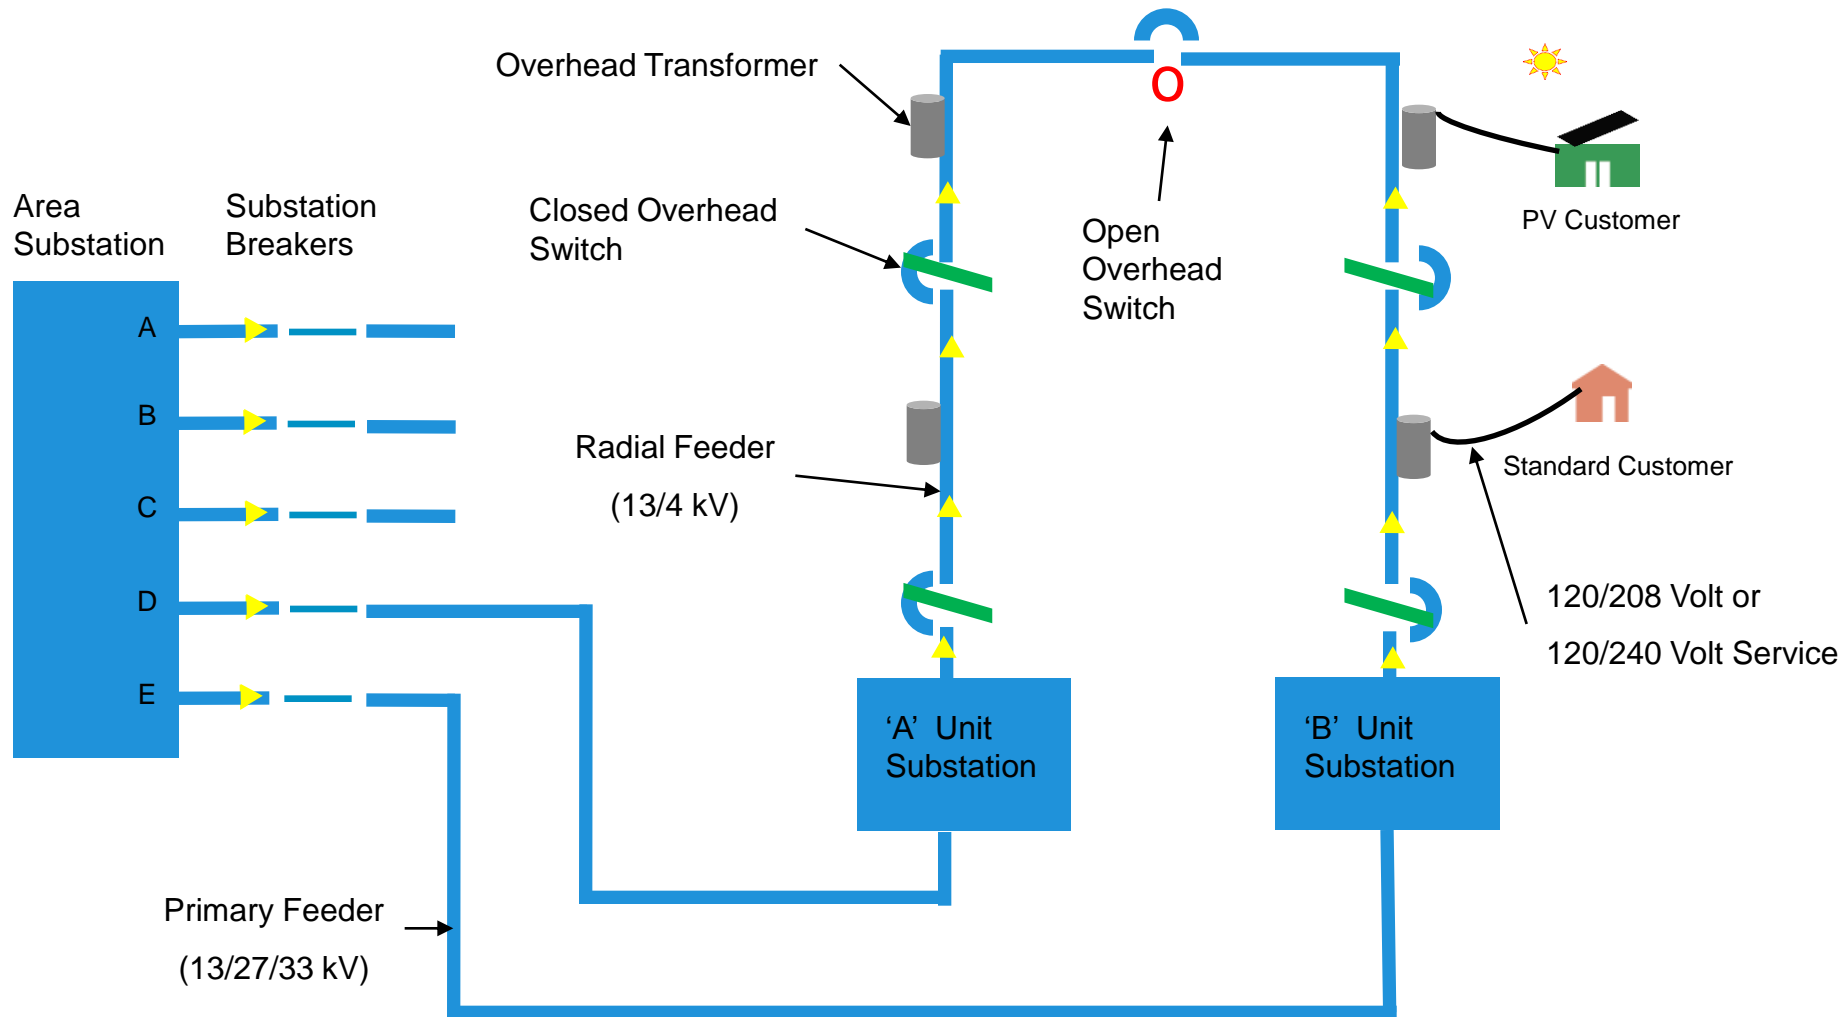 Overhead Transformer
O
Area
Substation
Substation
Breakers
Closed Overhead
Switch
Open
Overhead
Switch
PV Customer
A
B
C
D
E
Radial Feeder
(13/4 kV)
Standard Customer
120/208 Volt or
120/240 Volt Service
‘A’ Unit
Substation
‘B’ Unit
Substation
Primary Feeder
(13/27/33 kV)